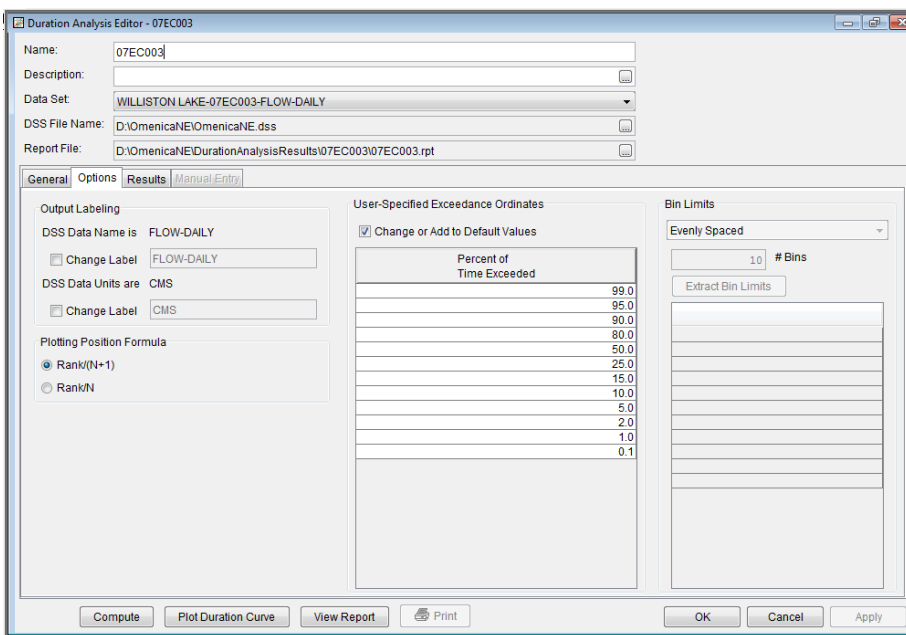 Duration Analysis Editor - 07EC003
Name: 07EC003
Description: ...
Data Set: WILLISTON LAKE-07EC003-FLOW-DAILY
DSS File Name: D:\OmenicaNE\OmenicaNE.dss ...
Report File: D:\OmenicaNE\DurationAnalysisResults\07EC003\07EC003.rpt ...
General Options Results Manual Entry
Output Labeling
DSS Data Name is FLOW-DAILY
Change Label FLOW-DAILY
DSS Data Units are CMS
Change Label CMS
Plotting Position Formula
Rank/(N+1)
Rank/N
User-Specified Exceedance Ordinates
Change or Add to Default Values
Percent of
Time Exceeded
99.0
95.0
90.0
80.0
50.0
25.0
15.0
10.0
5.0
2.0
1.0
0.1
Bin Limits
Evenly Spaced
10 # Bins
Extract Bin Limits
Compute Plot Duration Curve View Report Print OK Cancel Apply